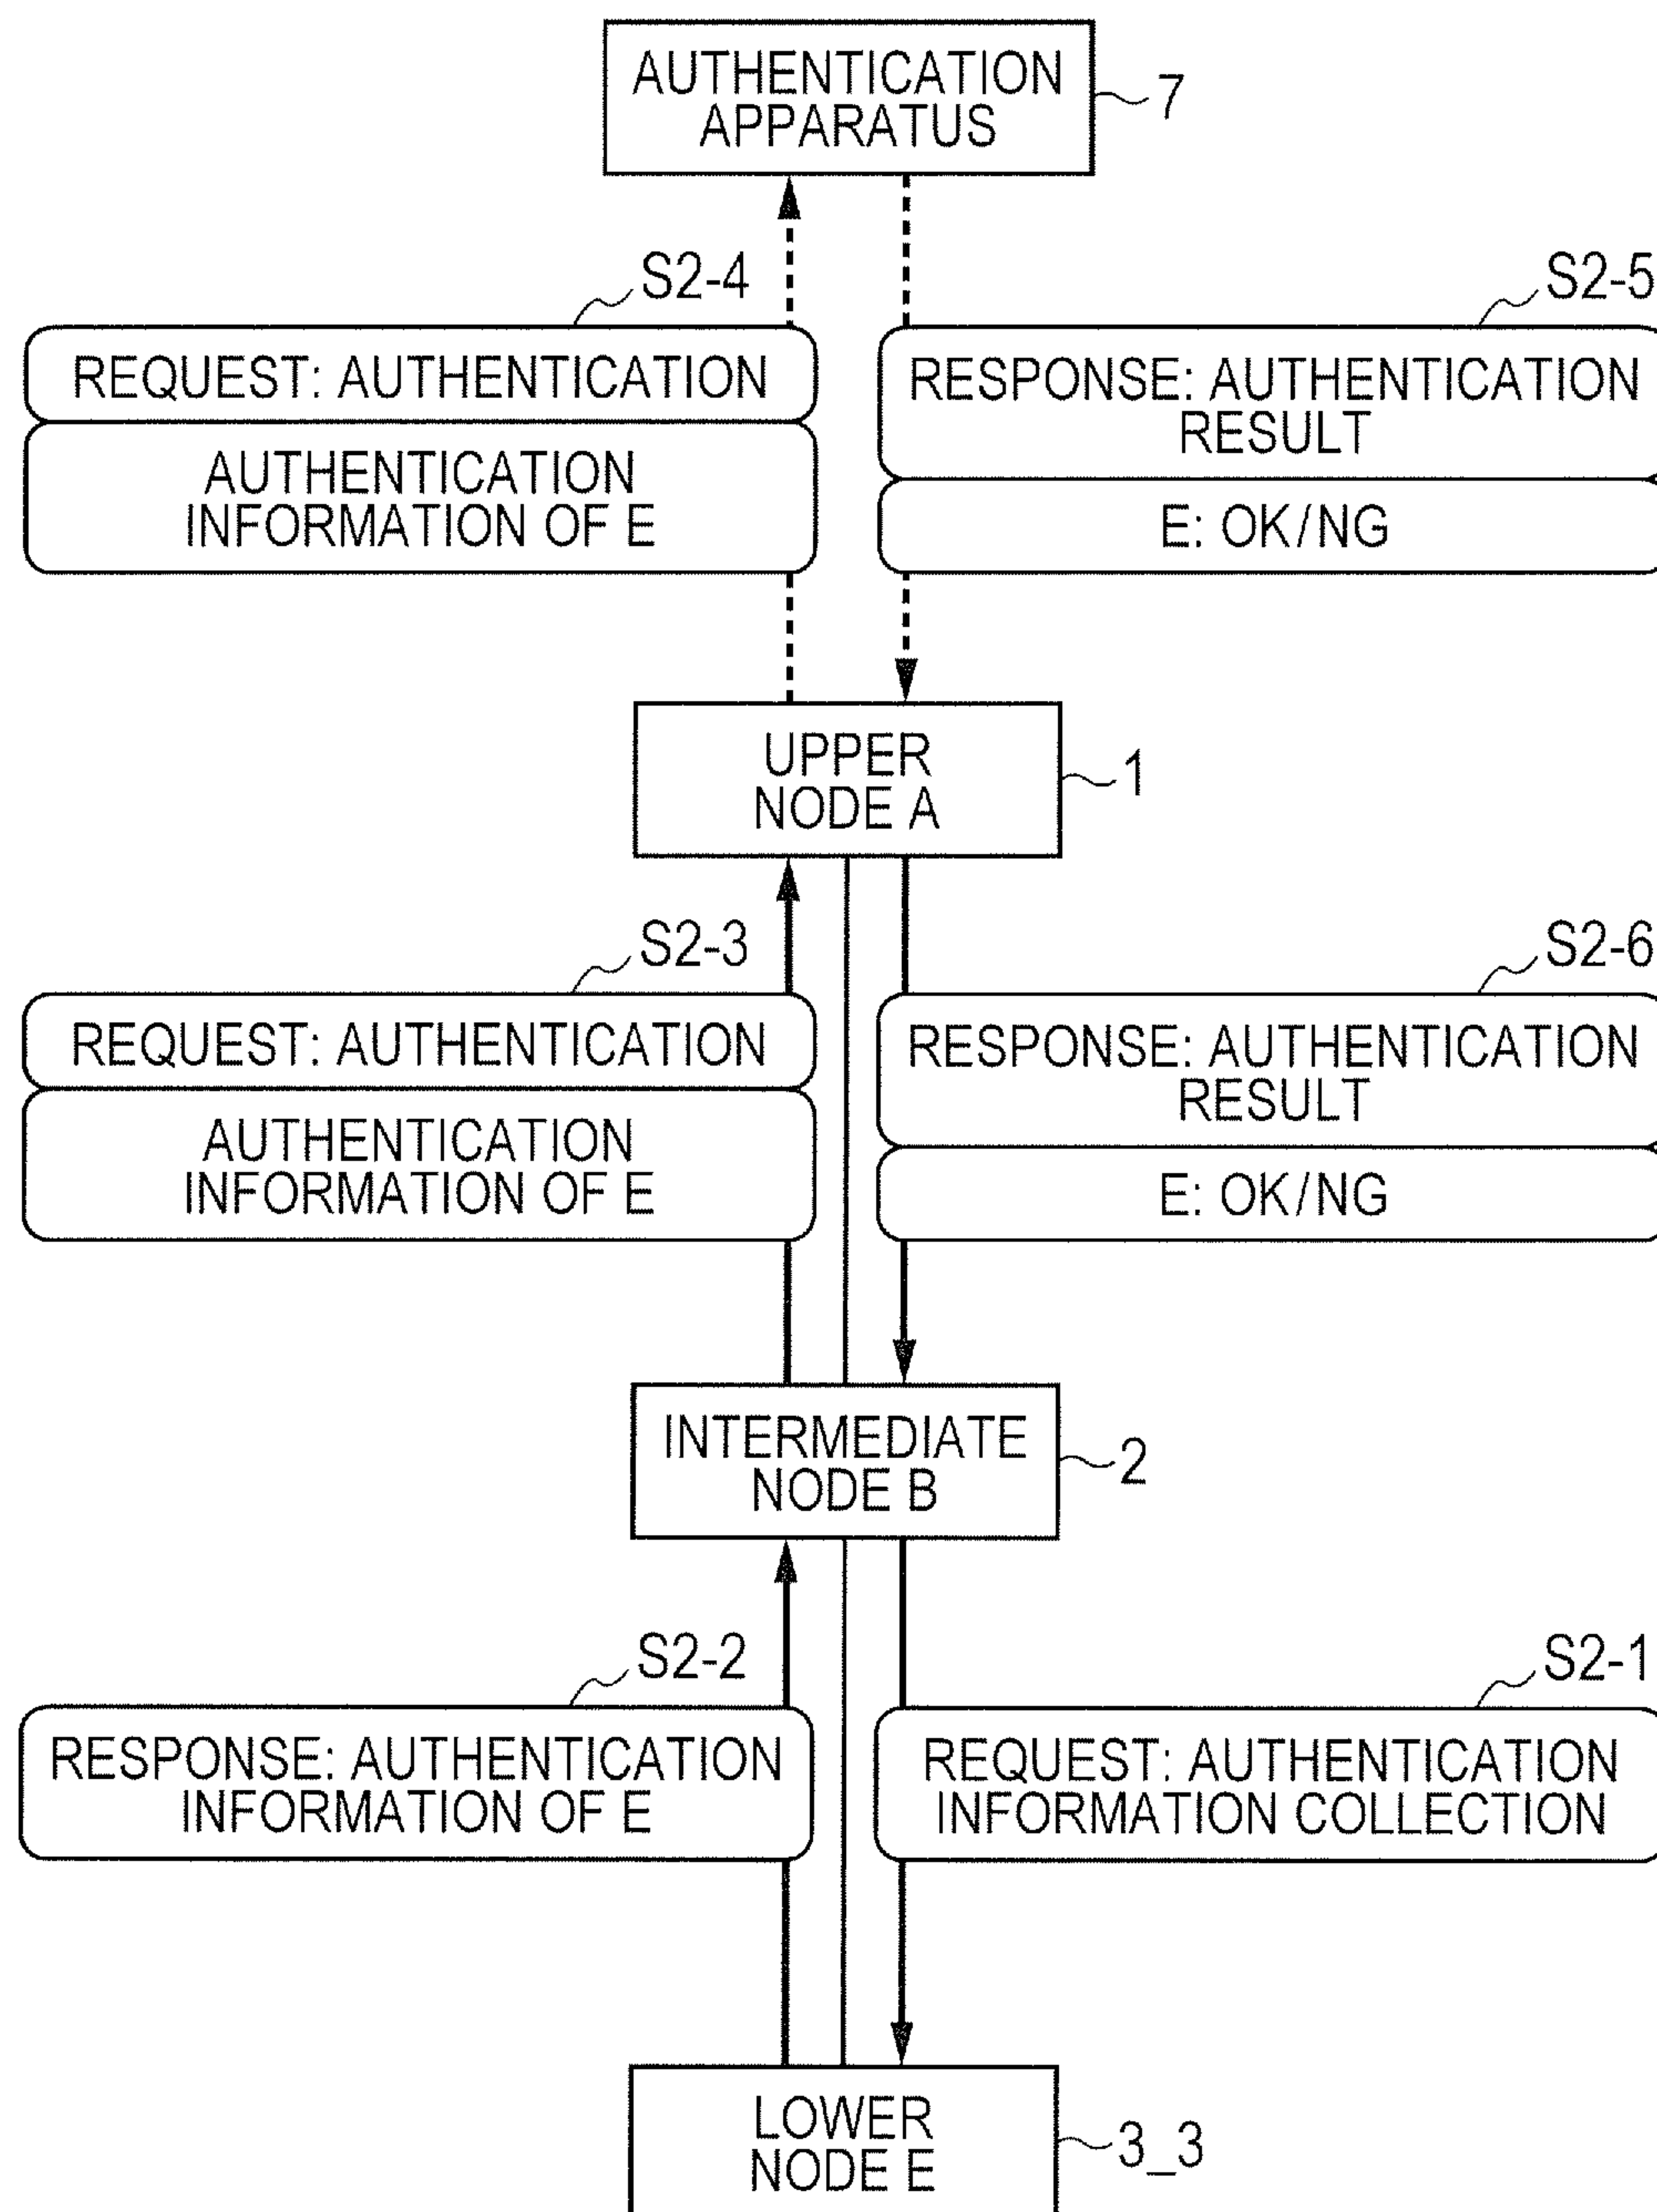 AUTHENTICATION
APPARATUS
7
S2-4
REQUEST: AUTHENTICATION
AUTHENTICATION
INFORMATION OF E
S2-5
RESPONSE: AUTHENTICATION
RESULT
E: OK/NG
UPPER
NODE A
1
S2-3
REQUEST: AUTHENTICATION
AUTHENTICATION
INFORMATION OF E
S2-6
RESPONSE: AUTHENTICATION
RESULT
E: OK/NG
INTERMEDIATE
NODE B
2
S2-2
RESPONSE: AUTHENTICATION
INFORMATION OF E
S2-1
REQUEST: AUTHENTICATION
INFORMATION COLLECTION
LOWER
NODE E
3_3